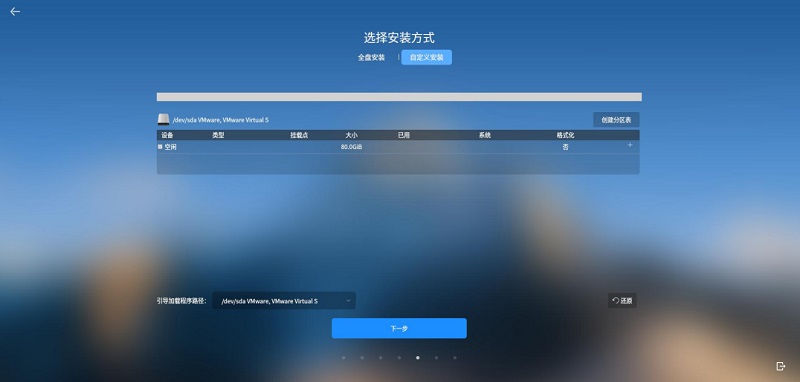 选择安装方式
全盘安装 | 自定义安装
/dev/sda VMware, VMware Virtual S 创建分区表
设备 类型 挂载点 大小 已用 系统 格式化
空闲 80.0GiB 否 +
引导加载程序路径: /dev/sda VMware, VMware Virtual S 还原
下一步